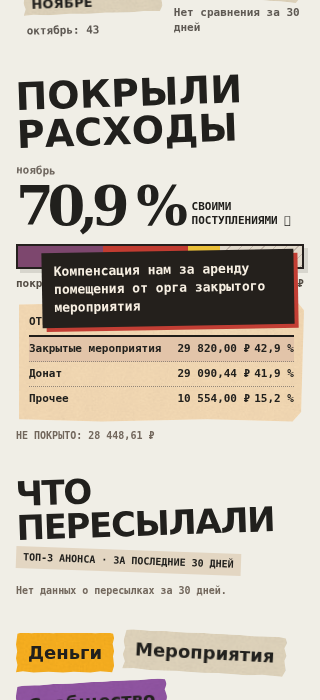 НОЯБРЕ
Нет сравнения за 30
дней
октябрь: 43
ПОКРЫЛИ
РАСХОДЫ
ноябрь
70,9 %
СВОИМИ
ПОСТУПЛЕНИЯМИ
Компенсация нам за аренду
помещения от орга закрытого
мероприятия
покр ₽
ОТ
Закрытые мероприятия 29 820,00 ₽ 42,9 %
Донат 29 090,44 ₽ 41,9 %
Прочее 10 554,00 ₽ 15,2 %
НЕ ПОКРЫТО: 28 448,61 ₽
ЧТО
ПЕРЕСЫЛАЛИ
ТОП-3 АНОНСА · ЗА ПОСЛЕДНИЕ 30 ДНЕЙ
Нет данных о пересылках за 30 дней.
Деньги Мероприятия
Сообщество